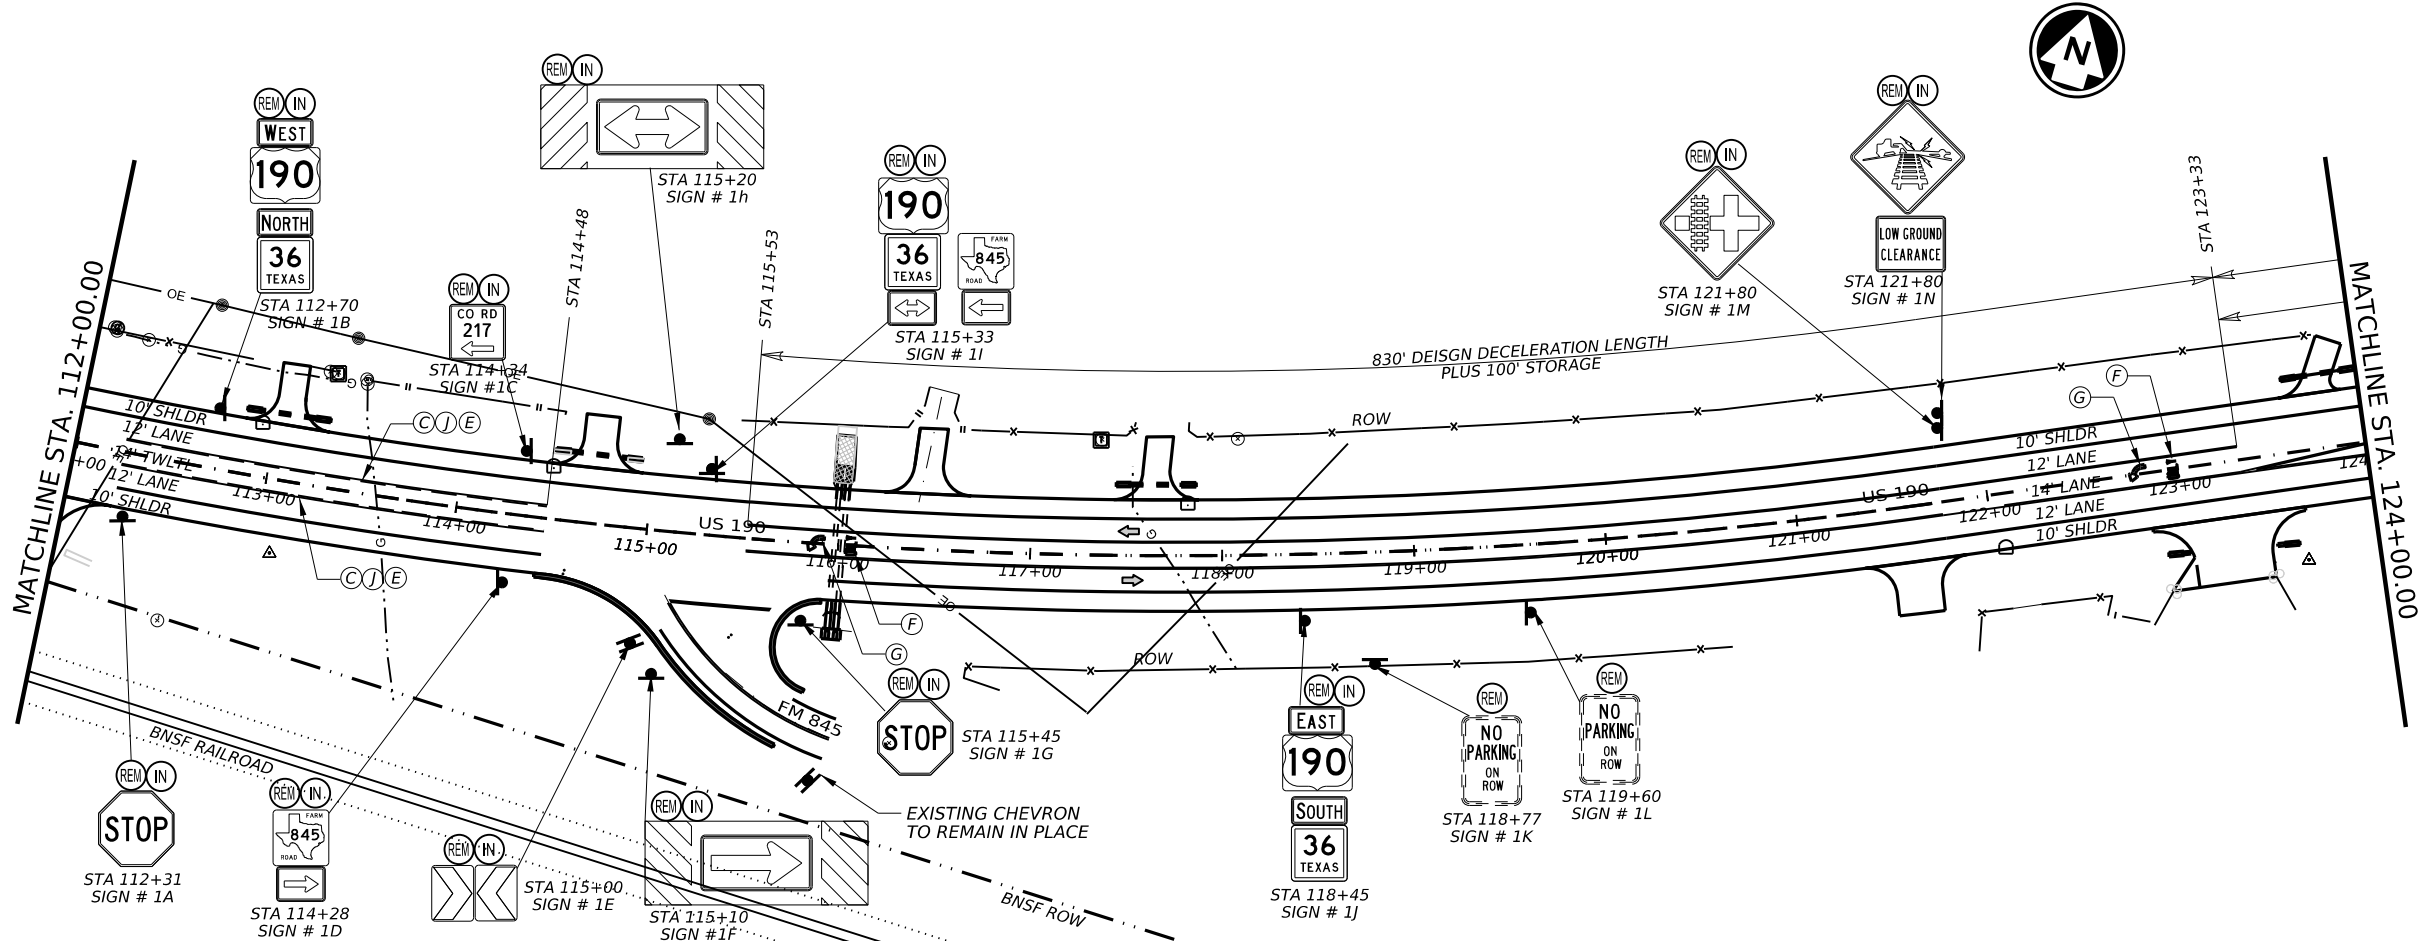 N
REM IN
WEST
190
NORTH
36
TEXAS
STA 112+70
SIGN # 1B
REM IN
CO RD
217
STA 114+34
SIGN #1C
REM IN
STA 115+20
SIGN # 1h
STA 114+48
STA 115+53
REM IN
190
36
TEXAS
FARM
845
ROAD
STA 115+33
SIGN # 1I
REM IN
STA 121+80
SIGN # 1M
REM IN
LOW GROUND
CLEARANCE
STA 121+80
SIGN # 1N
STA 123+33
830' DEISGN DECELERATION LENGTH
PLUS 100' STORAGE
MATCHLINE STA. 112+00.00
MATCHLINE STA. 124+00.00
OE
G
G
OE
ROW
C J E
G
F
10' SHLDR
12' LANE
14' TWLTL
12' LANE
10' SHLDR
+00
113+00
114+00
115+00
US 190
116+00
117+00
118+00
119+00
120+00
121+00
122+00
123+00
124
US 190
10' SHLDR
12' LANE
14' LANE
12' LANE
10' SHLDR
C J E
G
G
OE
F
G
ROW
FM 845
BNSF RAILROAD
BNSF ROW
REM IN
STOP
STA 112+31
SIGN # 1A
REM IN
FARM
845
ROAD
STA 114+28
SIGN # 1D
REM IN
STA 115+00
SIGN # 1E
REM IN
STA 115+10
SIGN #1F
REM IN
STOP
STA 115+45
SIGN # 1G
EXISTING CHEVRON
TO REMAIN IN PLACE
REM IN
EAST
190
SOUTH
36
TEXAS
STA 118+45
SIGN # 1J
REM
NO
PARKING
ON
ROW
STA 118+77
SIGN # 1K
REM
NO
PARKING
ON
ROW
STA 119+60
SIGN # 1L